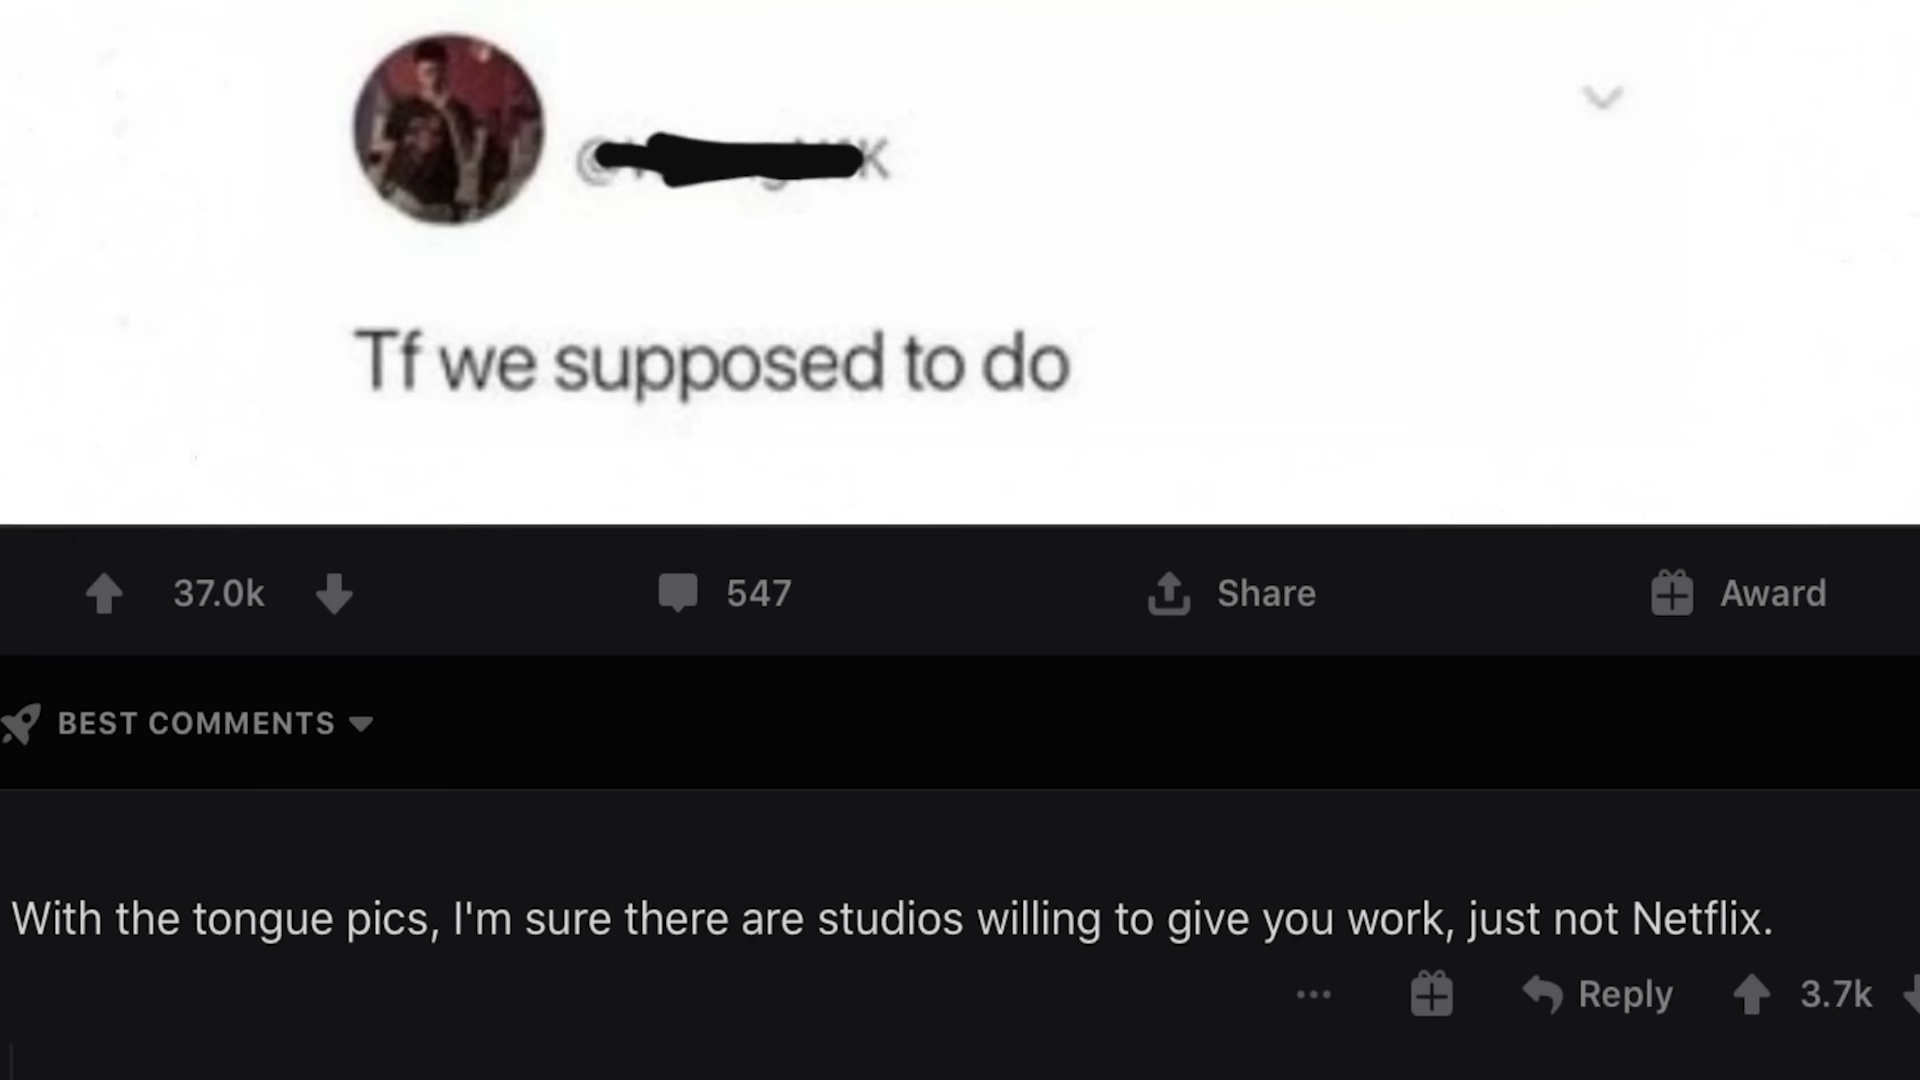 Tf we supposed to do
37.0k 547 Share Award
BEST COMMENTS
With the tongue pics, I'm sure there are studios willing to give you work, just not Netflix.
Reply 3.7k